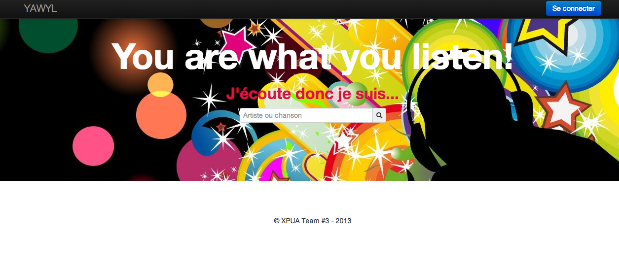 YAWYL
Se connecter
You are what you listen!
J'écoute donc je suis...
Artiste ou chanson
© XPUA Team #3 - 2013